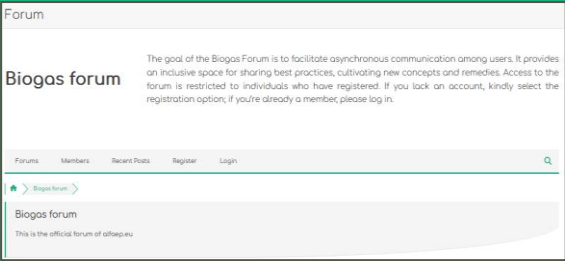 Forum
Biogas forum
The goal of the Biogas Forum is to facilitate asynchronous communication among users. It provides
an inclusive space for sharing best practices, cultivating new concepts and remedies. Access to the
forum is restricted to individuals who have registered. If you lack an account, kindly select the
registration option; if you're already a member, please log in.
Forums Members Recent Posts Register Login
Biogas forum
Biogas forum
This is the official forum of alfaep.eu